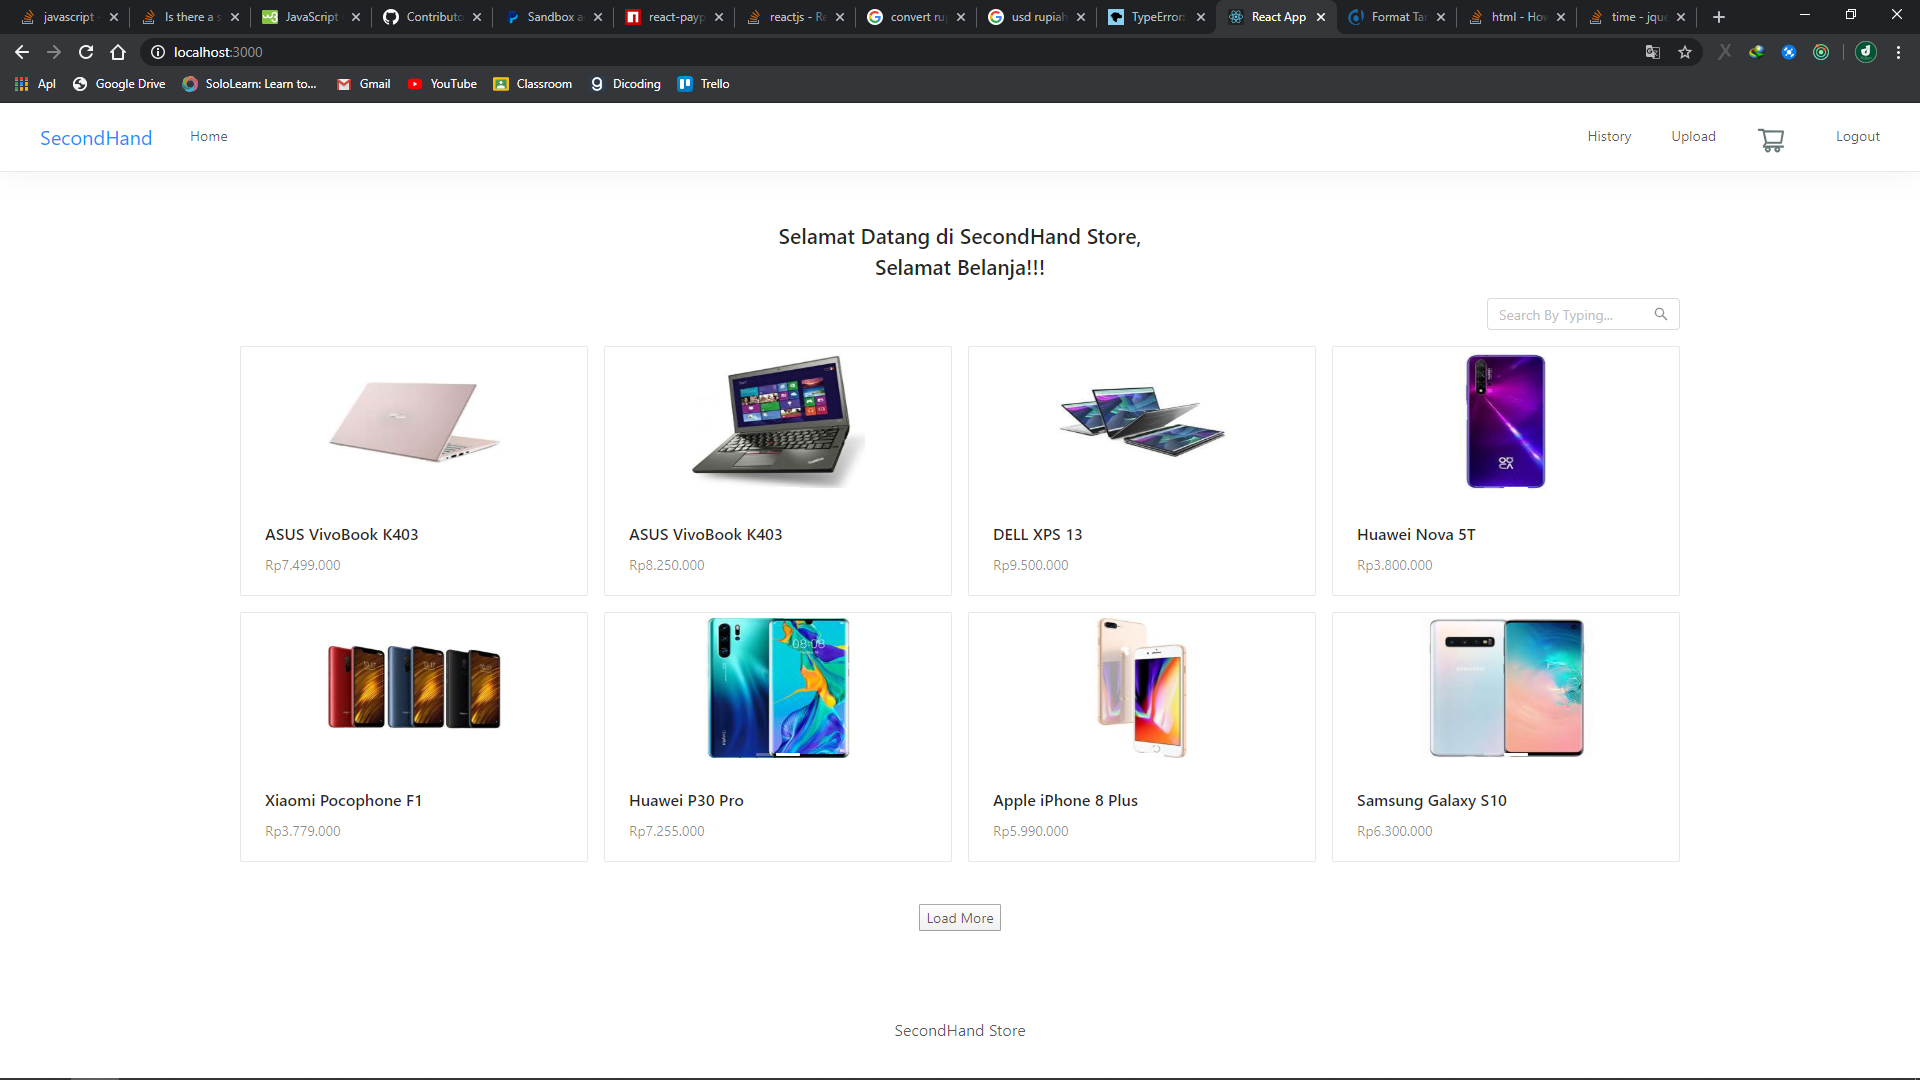 javascript
Is there a s
JavaScript
Contributo
Sandbox a
react-payp
reactjs - Re
convert ru
usd rupiah
TypeError:
React App
Format Tan
html - Hov
time - jque
localhost:3000
Apl
Google Drive
SoloLearn: Learn to...
Gmail
YouTube
Classroom
Dicoding
Trello
SecondHand
Home
History
Upload
Logout
Selamat Datang di SecondHand Store,
Selamat Belanja!!!
Search By Typing...
ASUS VivoBook K403
Rp7.499.000
ASUS VivoBook K403
Rp8.250.000
DELL XPS 13
Rp9.500.000
Huawei Nova 5T
Rp3.800.000
08:08
SAMSUNG
Xiaomi Pocophone F1
Rp3.779.000
Huawei P30 Pro
Rp7.255.000
Apple iPhone 8 Plus
Rp5.990.000
Samsung Galaxy S10
Rp6.300.000
Load More
SecondHand Store